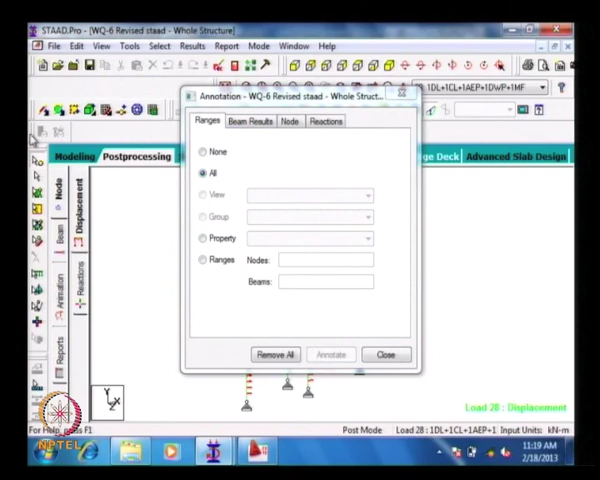 STAAD.Pro - [WQ-6 Revised staad - Whole Structure]
File Edit View Tools Select Results Report Mode Window Help
1DL+1CL+1AEP+1DWP+1MF
Annotation - WQ-6 Revised staad - Whole Struct...
Ranges Beam Results Node Reactions
Modeling Postprocessing ge Deck Advanced Slab Design
None
All
View
Group
Property
Ranges Nodes:
Beams:
Node
Beam
Animation
Reports
Displacement
Reactions
Remove All Annotate Close
Y
X
Z
Load 28 : Displacement
For Help, press F1 Post Mode Load 28 : 1DL+1CL+1AEP+1 Input Units: kN-m
NPTEL
11:19 AM
2/18/2013